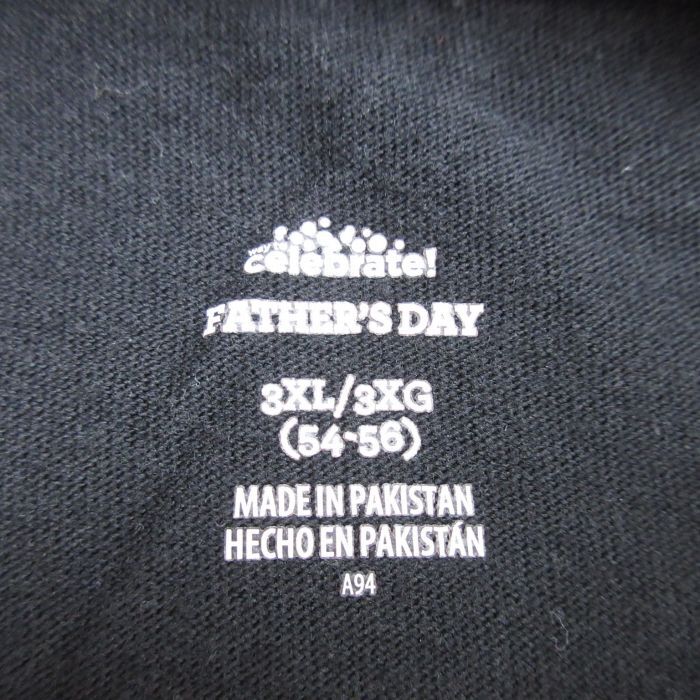 celebrate!
FATHER'S DAY
3XL/3XG
(54-56)
MADE IN PAKISTAN
HECHO EN PAKISTÁN
A94